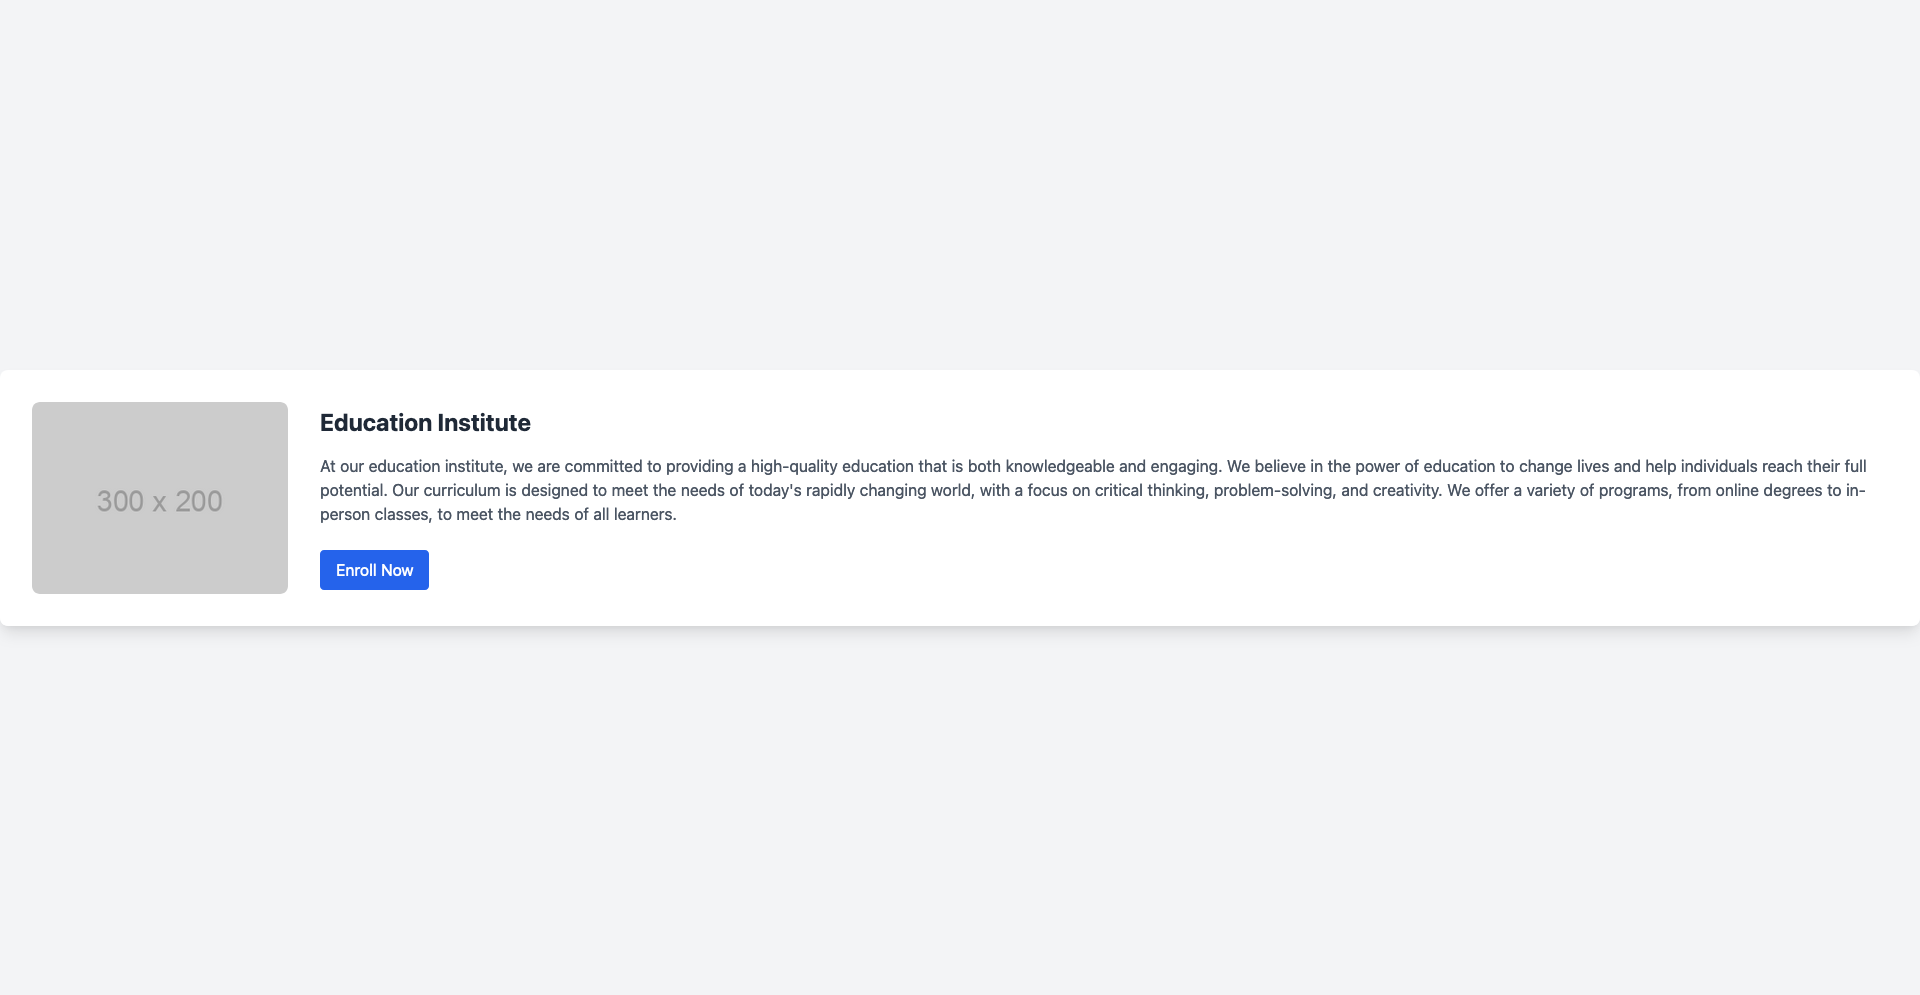 300 x 200
Education Institute
At our education institute, we are committed to providing a high-quality education that is both knowledgeable and engaging. We believe in the power of education to change lives and help individuals reach their full
potential. Our curriculum is designed to meet the needs of today's rapidly changing world, with a focus on critical thinking, problem-solving, and creativity. We offer a variety of programs, from online degrees to in-
person classes, to meet the needs of all learners.
Enroll Now